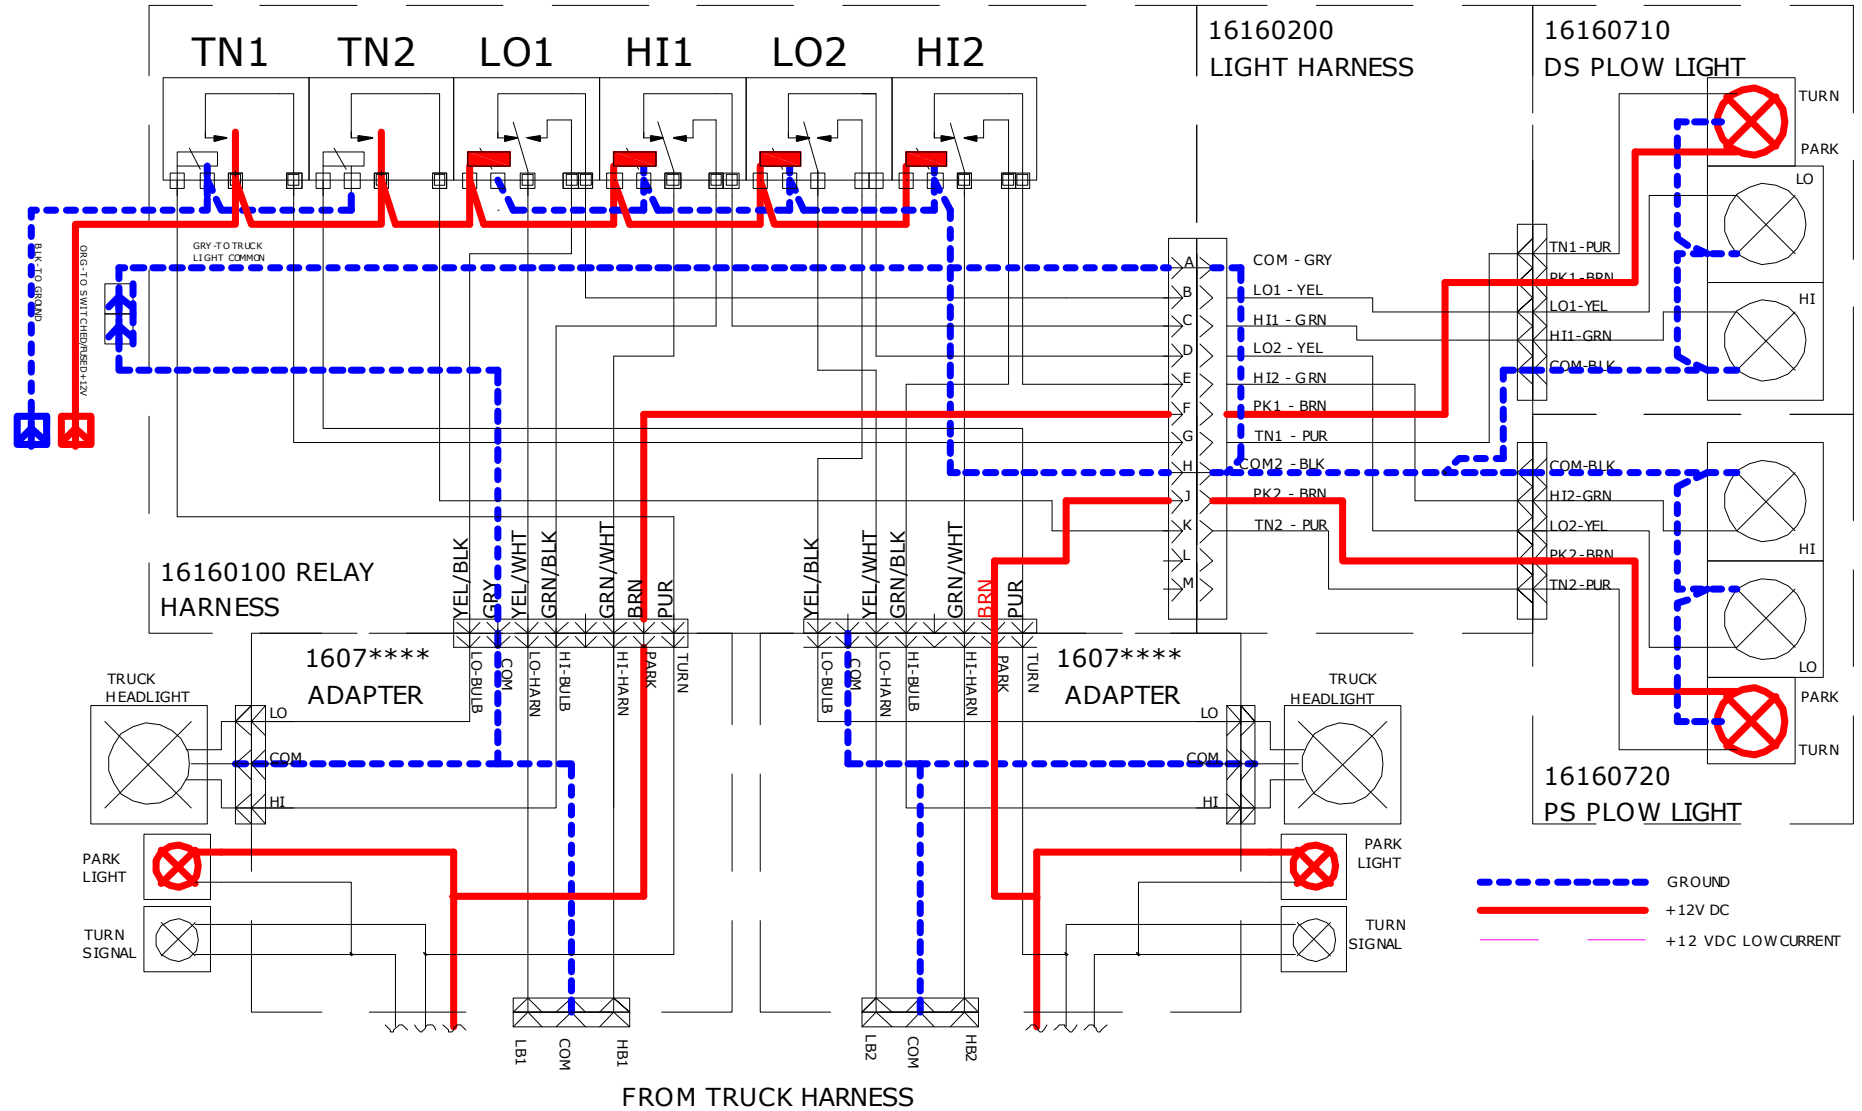 TN1 TN2 LO1 HI1 LO2 HI2
16160200
LIGHT HARNESS
16160710
DS PLOW LIGHT
TURN
PARK
LO
HI
GRY-TO TRUCK
LIGHT COMMON
BLK-TO GROUND
ORG-TO SWITCHED/FUSED +12V
A
B
C
D
E
F
G
H
J
K
L
M
COM - GRY
LO1 - YEL
HI1 - GRN
LO2 - YEL
HI2 - GRN
PK1 - BRN
TN1 - PUR
COM2 - BLK
PK2 - BRN
TN2 - PUR
TN1-PUR
PK1-BRN
LO1-YEL
HI1-GRN
COM-BLK
COM-BLK
HI2-GRN
LO2-YEL
PK2-BRN
TN2-PUR
HI
LO
PARK
TURN
16160720
PS PLOW LIGHT
16160100 RELAY
HARNESS
YEL/BLK
GRY
YEL/WHT
GRN/BLK
GRN/WHT
BRN
PUR
YEL/BLK
YEL/WHT
GRN/BLK
GRN/WHT
BRN
PUR
1607****
ADAPTER
LO-BULB
COM
LO-HARN
HI-BULB
HI-HARN
PARK
TURN
LO-BULB
COM
LO-HARN
HI-BULB
HI-HARN
PARK
TURN
1607****
ADAPTER
TRUCK
HEADLIGHT
LO
COM
HI
PARK
LIGHT
TURN
SIGNAL
TRUCK
HEADLIGHT
LO
COM
HI
PARK
LIGHT
TURN
SIGNAL
LB1
COM
HB1
LB2
COM
HB2
FROM TRUCK HARNESS
GROUND
+12V DC
+12 VDC LOW CURRENT